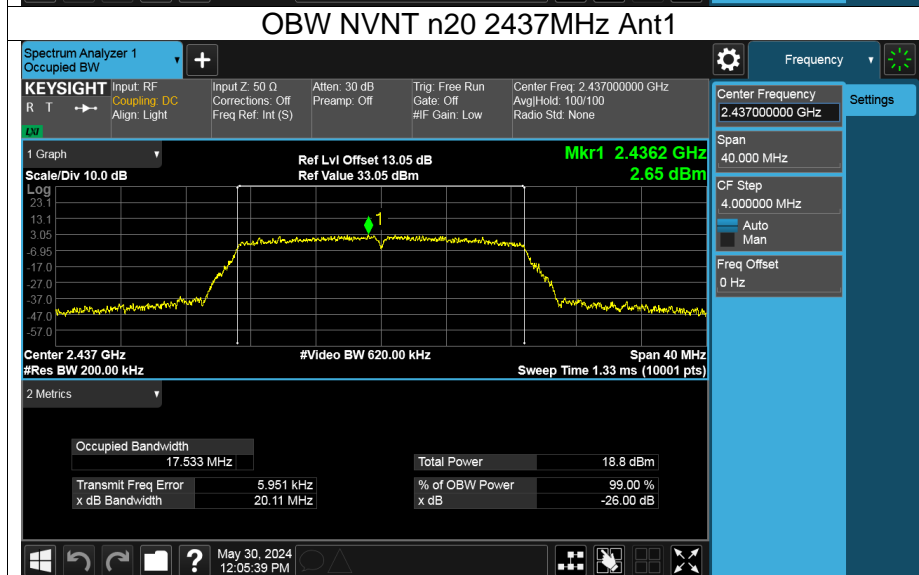 OBW NVNT n20 2437MHz Ant1
Spectrum Analyzer 1
Occupied BW
+
Frequency
KEYSIGHT
R T
LXI
Input: RF
Coupling: DC
Align: Light
Input Z: 50 Ω
Corrections: Off
Freq Ref: Int (S)
Atten: 30 dB
Preamp: Off
Trig: Free Run
Gate: Off
#IF Gain: Low
Center Freq: 2.437000000 GHz
Avg|Hold: 100/100
Radio Std: None
Center Frequency
2.437000000 GHz
Settings
Span
40.000 MHz
CF Step
4.000000 MHz
Auto
Man
Freq Offset
0 Hz
1 Graph
Ref Lvl Offset 13.05 dB
Mkr1 2.4362 GHz
Scale/Div 10.0 dB
Ref Value 33.05 dBm
2.65 dBm
Log
23.1
13.1
3.05
-6.95
-17.0
-27.0
-37.0
-47.0
-57.0
1
Center 2.437 GHz
#Video BW 620.00 kHz
Span 40 MHz
#Res BW 200.00 kHz
Sweep Time 1.33 ms (10001 pts)
2 Metrics
Occupied Bandwidth
17.533 MHz
Total Power 18.8 dBm
Transmit Freq Error 5.951 kHz
% of OBW Power 99.00 %
x dB Bandwidth 20.11 MHz
x dB -26.00 dB
?
May 30, 2024
12:05:39 PM